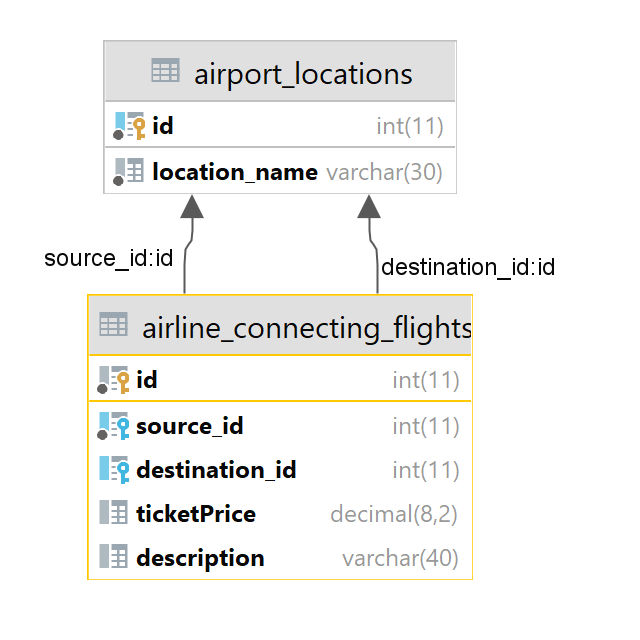 airport_locations
id int(11)
location_name varchar(30)
source_id:id
destination_id:id
airline_connecting_flights
id int(11)
source_id int(11)
destination_id int(11)
ticketPrice decimal(8,2)
description varchar(40)